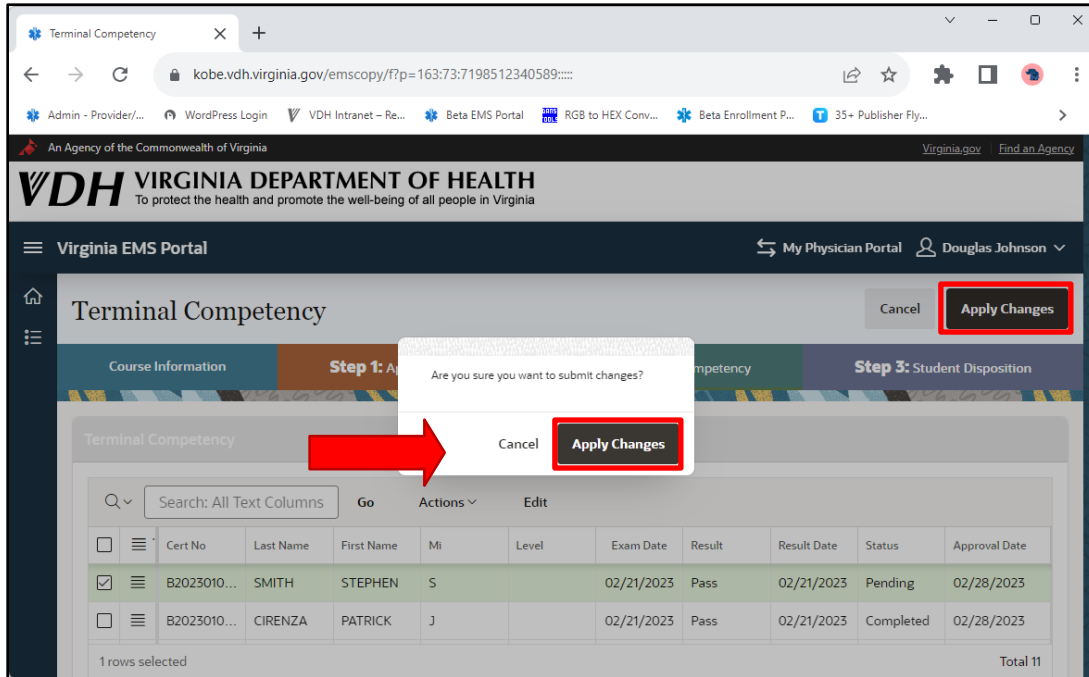 Terminal Competency
kobe.vdh.virginia.gov/emscopy/f?p=163:73:7198512340589:::::
Admin - Provider/... WordPress Login VDH Intranet – Re... Beta EMS Portal RGB to HEX Conv... Beta Enrollment P... 35+ Publisher Fly...
An Agency of the Commonwealth of Virginia Virginia.gov Find an Agency
VDH VIRGINIA DEPARTMENT OF HEALTH
To protect the health and promote the well-being of all people in Virginia
Virginia EMS Portal My Physician Portal Douglas Johnson
Terminal Competency Cancel Apply Changes
Course Information Step 1: mpetency Step 3: Student Disposition
Are you sure you want to submit changes?
Cancel Apply Changes
Terminal Competency
Search: All Text Columns Go Actions Edit
Cert No Last Name First Name Mi Level Exam Date Result Result Date Status Approval Date
B2023010... SMITH STEPHEN S 02/21/2023 Pass 02/21/2023 Pending 02/28/2023
B2023010... CIRENZA PATRICK J 02/21/2023 Pass 02/21/2023 Completed 02/28/2023
1 rows selected Total 11